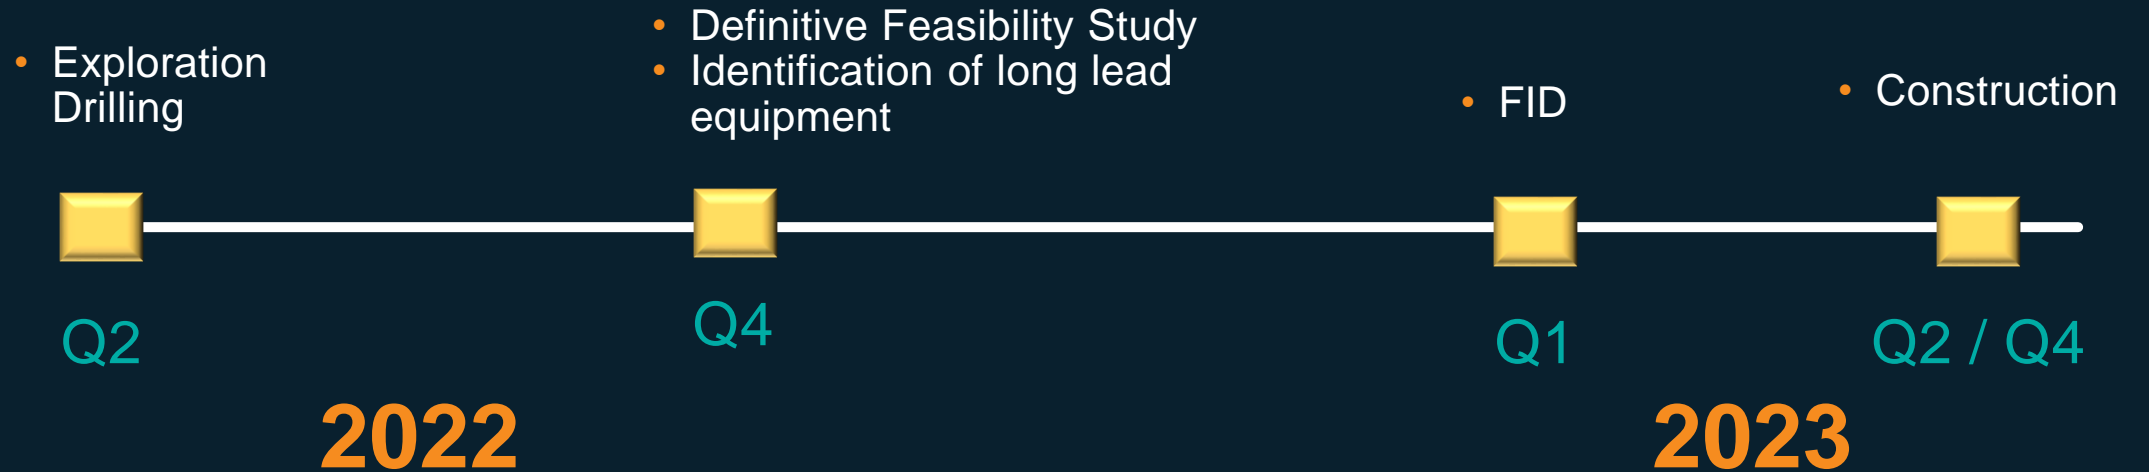 • Exploration
Drilling
• Definitive Feasibility Study
• Identification of long lead
equipment
• FID
• Construction
Q2
Q4
Q1
Q2 / Q4
2022
2023